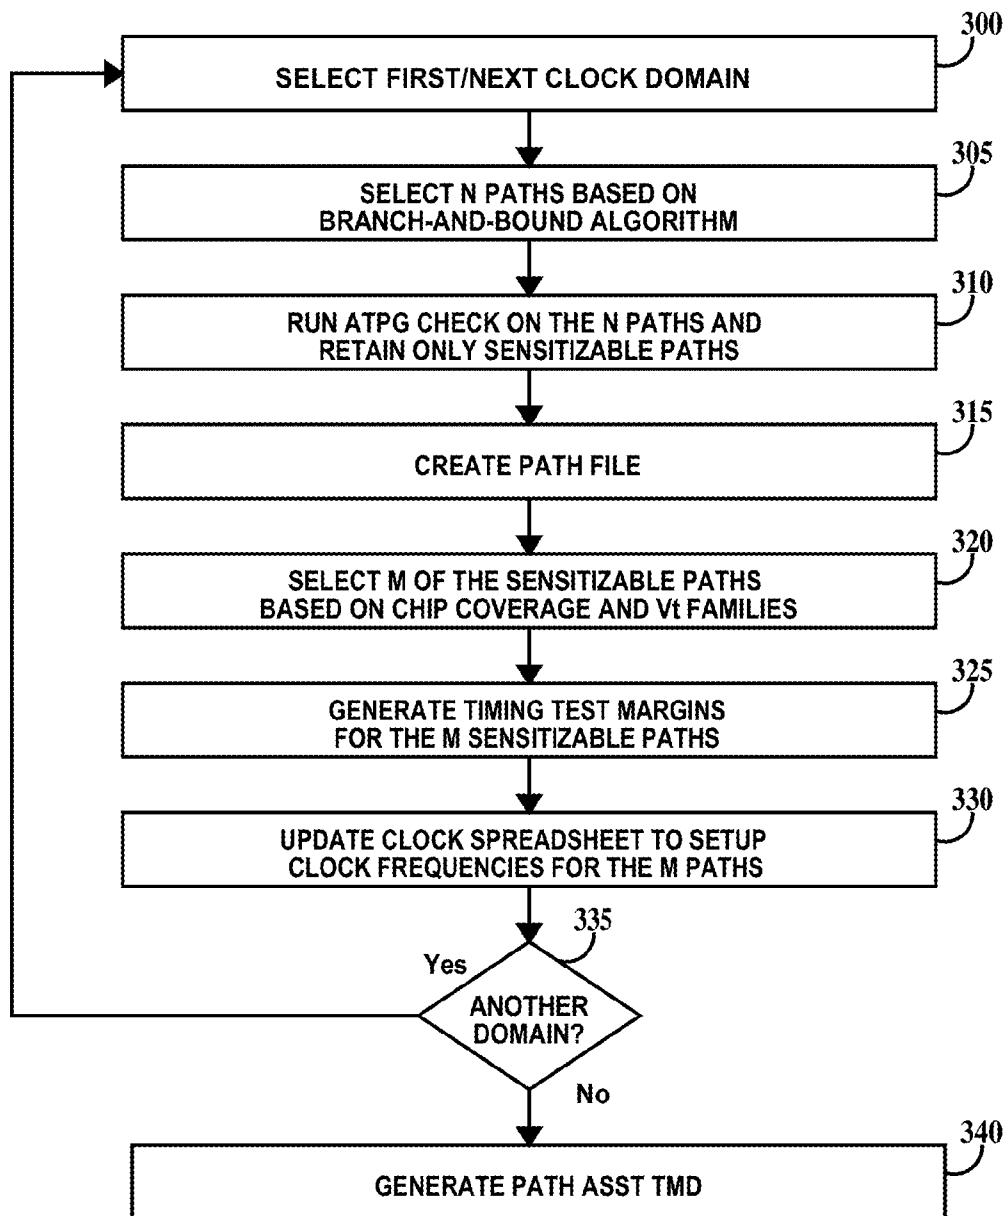 300
SELECT FIRST/NEXT CLOCK DOMAIN
305
SELECT N PATHS BASED ON
BRANCH-AND-BOUND ALGORITHM
310
RUN ATPG CHECK ON THE N PATHS AND
RETAIN ONLY SENSITIZABLE PATHS
315
CREATE PATH FILE
320
SELECT M OF THE SENSITIZABLE PATHS
BASED ON CHIP COVERAGE AND Vt FAMILIES
325
GENERATE TIMING TEST MARGINS
FOR THE M SENSITIZABLE PATHS
330
UPDATE CLOCK SPREADSHEET TO SETUP
CLOCK FREQUENCIES FOR THE M PATHS
335
Yes
ANOTHER
DOMAIN?
No
340
GENERATE PATH ASST TMD